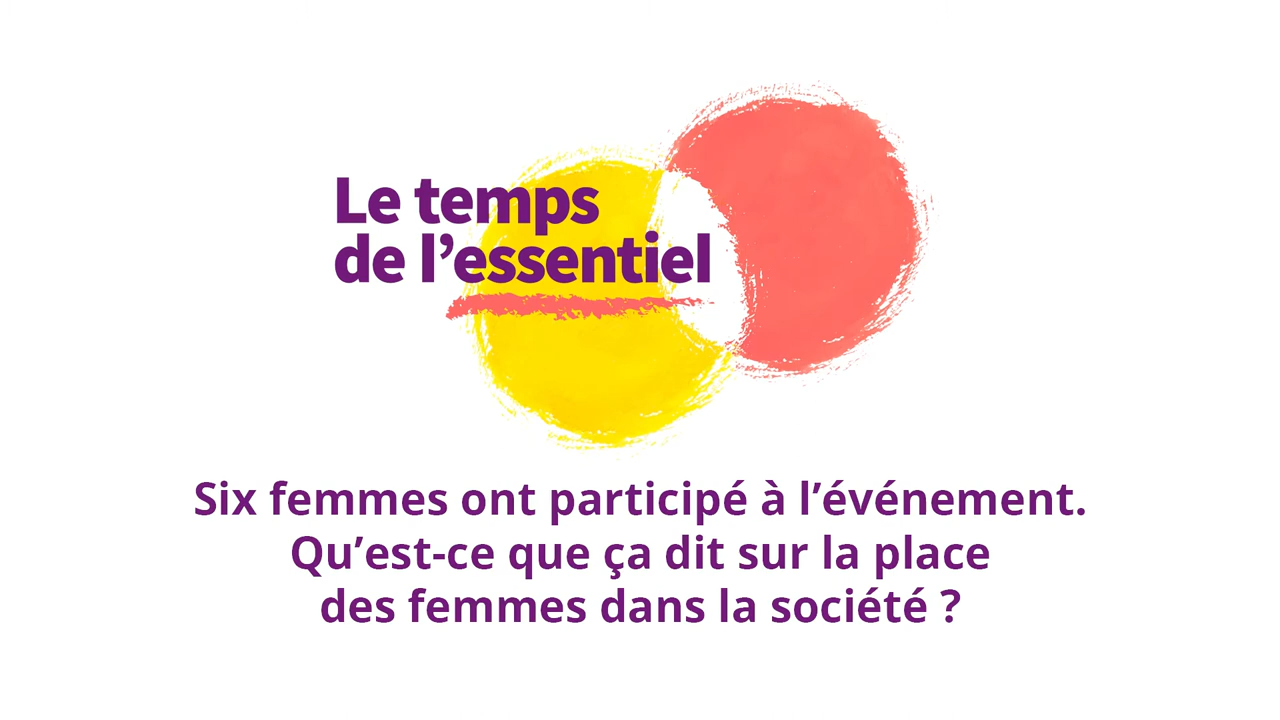 Le temps
de l’essentiel
Six femmes ont participé à l’événement.
Qu’est-ce que ça dit sur la place
des femmes dans la société ?